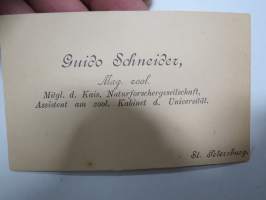 Guido Schneider,
Mag. zool.
Mitgl. d. Kais. Naturforschergesellschaft,
Assistent am zool. Kabinet d. Universität.
St. Petersburg.